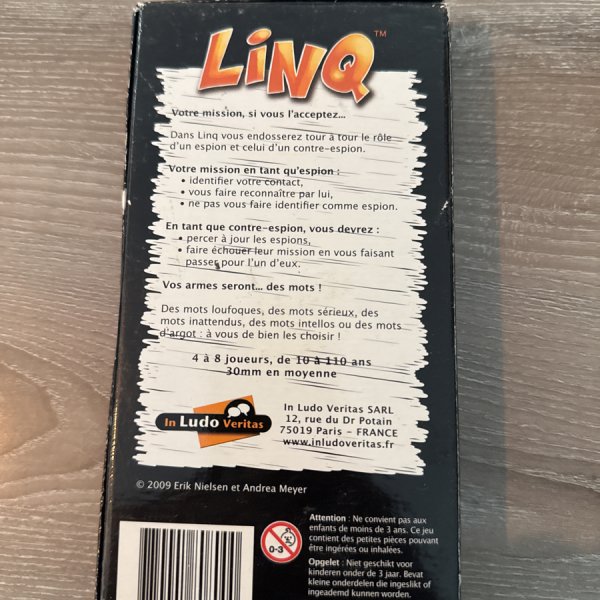 LiNQ™
Votre mission, si vous l'acceptez...
Dans Linq vous endosserez tour à tour le rôle
d'un espion et celui d'un contre-espion.
Votre mission en tant qu'espion :
• identifier votre contact,
• vous faire reconnaître par lui,
• ne pas vous faire identifier comme espion.
En tant que contre-espion, vous devrez :
• percer à jour les espions,
• faire échouer leur mission en vous faisant
passer pour l'un d'eux.
Vos armes seront... des mots !
Des mots loufoques, des mots sérieux, des
mots inattendus, des mots intellos ou des mots
d'argot : à vous de bien les choisir !
4 à 8 joueurs, de 10 à 110 ans
30mm en moyenne
In Ludo Veritas
In Ludo Veritas SARL
12, rue du Dr Potain
75019 Paris - FRANCE
www.inludoveritas.fr
© 2009 Erik Nielsen et Andrea Meyer
0-3
Attention : Ne convient pas aux
enfants de moins de 3 ans. Ce jeu
contient des petites pièces pouvant
être ingérées ou inhalées.
Opgelet : Niet geschikt voor
kinderen onder de 3 jaar. Bevat
kleine onderdelen die ingeslikt of
ingeademd kunnen worden.